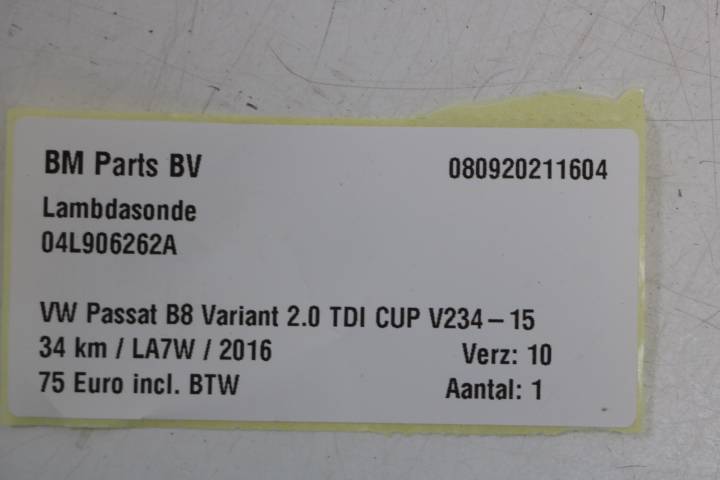 BM Parts BV 080920211604
Lambdasonde
04L906262A
VW Passat B8 Variant 2.0 TDI CUP V234-15
34 km / LA7W / 2016 Verz: 10
75 Euro incl. BTW Aantal: 1